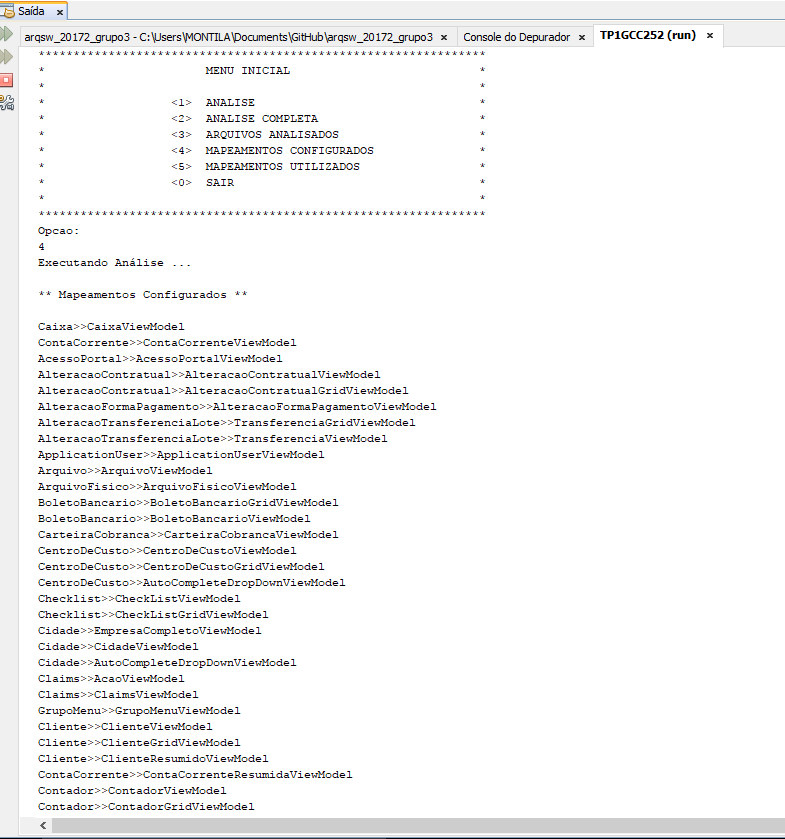 Saída ×
arqsw_20172_grupo3 - C:\Users\MONTILA\Documents\GitHub\arqsw_20172_grupo3 × Console do Depurador × TP1GCC252 (run) ×
****************************************************************
* MENU INICIAL *
* *
* <1> ANALISE *
* <2> ANALISE COMPLETA *
* <3> ARQUIVOS ANALISADOS *
* <4> MAPEAMENTOS CONFIGURADOS *
* <5> MAPEAMENTOS UTILIZADOS *
* <0> SAIR *
* *
****************************************************************
Opcao:
4
Executando Análise ...
** Mapeamentos Configurados **
Caixa>>CaixaViewModel
ContaCorrente>>ContaCorrenteViewModel
AcessoPortal>>AcessoPortalViewModel
AlteracaoContratual>>AlteracaoContratualViewModel
AlteracaoContratual>>AlteracaoContratualGridViewModel
AlteracaoFormaPagamento>>AlteracaoFormaPagamentoViewModel
AlteracaoTransferenciaLote>>TransferenciaGridViewModel
AlteracaoTransferenciaLote>>TransferenciaViewModel
ApplicationUser>>ApplicationUserViewModel
Arquivo>>ArquivoViewModel
ArquivoFisico>>ArquivoFisicoViewModel
BoletoBancario>>BoletoBancarioGridViewModel
BoletoBancario>>BoletoBancarioViewModel
CarteiraCobranca>>CarteiraCobrancaViewModel
CentroDeCusto>>CentroDeCustoViewModel
CentroDeCusto>>CentroDeCustoGridViewModel
CentroDeCusto>>AutoCompleteDropDownViewModel
Checklist>>CheckListViewModel
Checklist>>CheckListGridViewModel
Cidade>>EmpresaCompletoViewModel
Cidade>>CidadeViewModel
Cidade>>AutoCompleteDropDownViewModel
Claims>>AcaoViewModel
Claims>>ClaimsViewModel
GrupoMenu>>GrupoMenuViewModel
Cliente>>ClienteViewModel
Cliente>>ClienteGridViewModel
Cliente>>ClienteResumidoViewModel
ContaCorrente>>ContaCorrenteResumidaViewModel
Contador>>ContadorViewModel
Contador>>ContadorGridViewModel